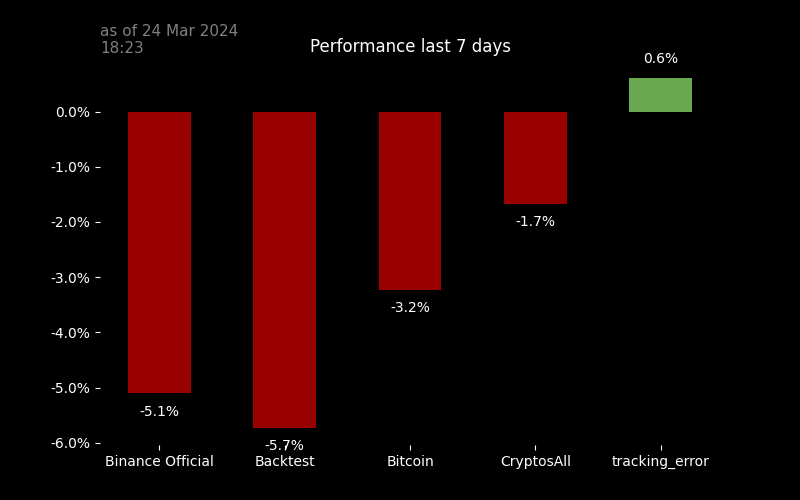 as of 24 Mar 2024
18:23
Performance last 7 days
0.6%
0.0%
-1.0%
-2.0%
-1.7%
-3.0%
-3.2%
-4.0%
-5.0%
-5.1%
-6.0%
-5.7%
Binance Official
Backtest
Bitcoin
CryptosAll
tracking_error